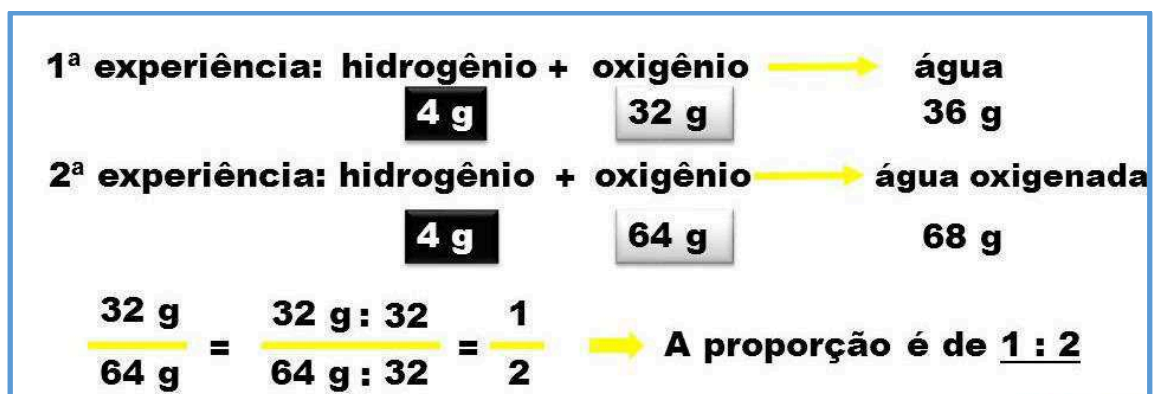 1ª experiência: hidrogênio + oxigênio água
4 g 32 g 36 g
2ª experiência: hidrogênio + oxigênio água oxigenada
4 g 64 g 68 g
32 g 32 g : 32 1
= = A proporção é de 1 : 2
64 g 64 g : 32 2